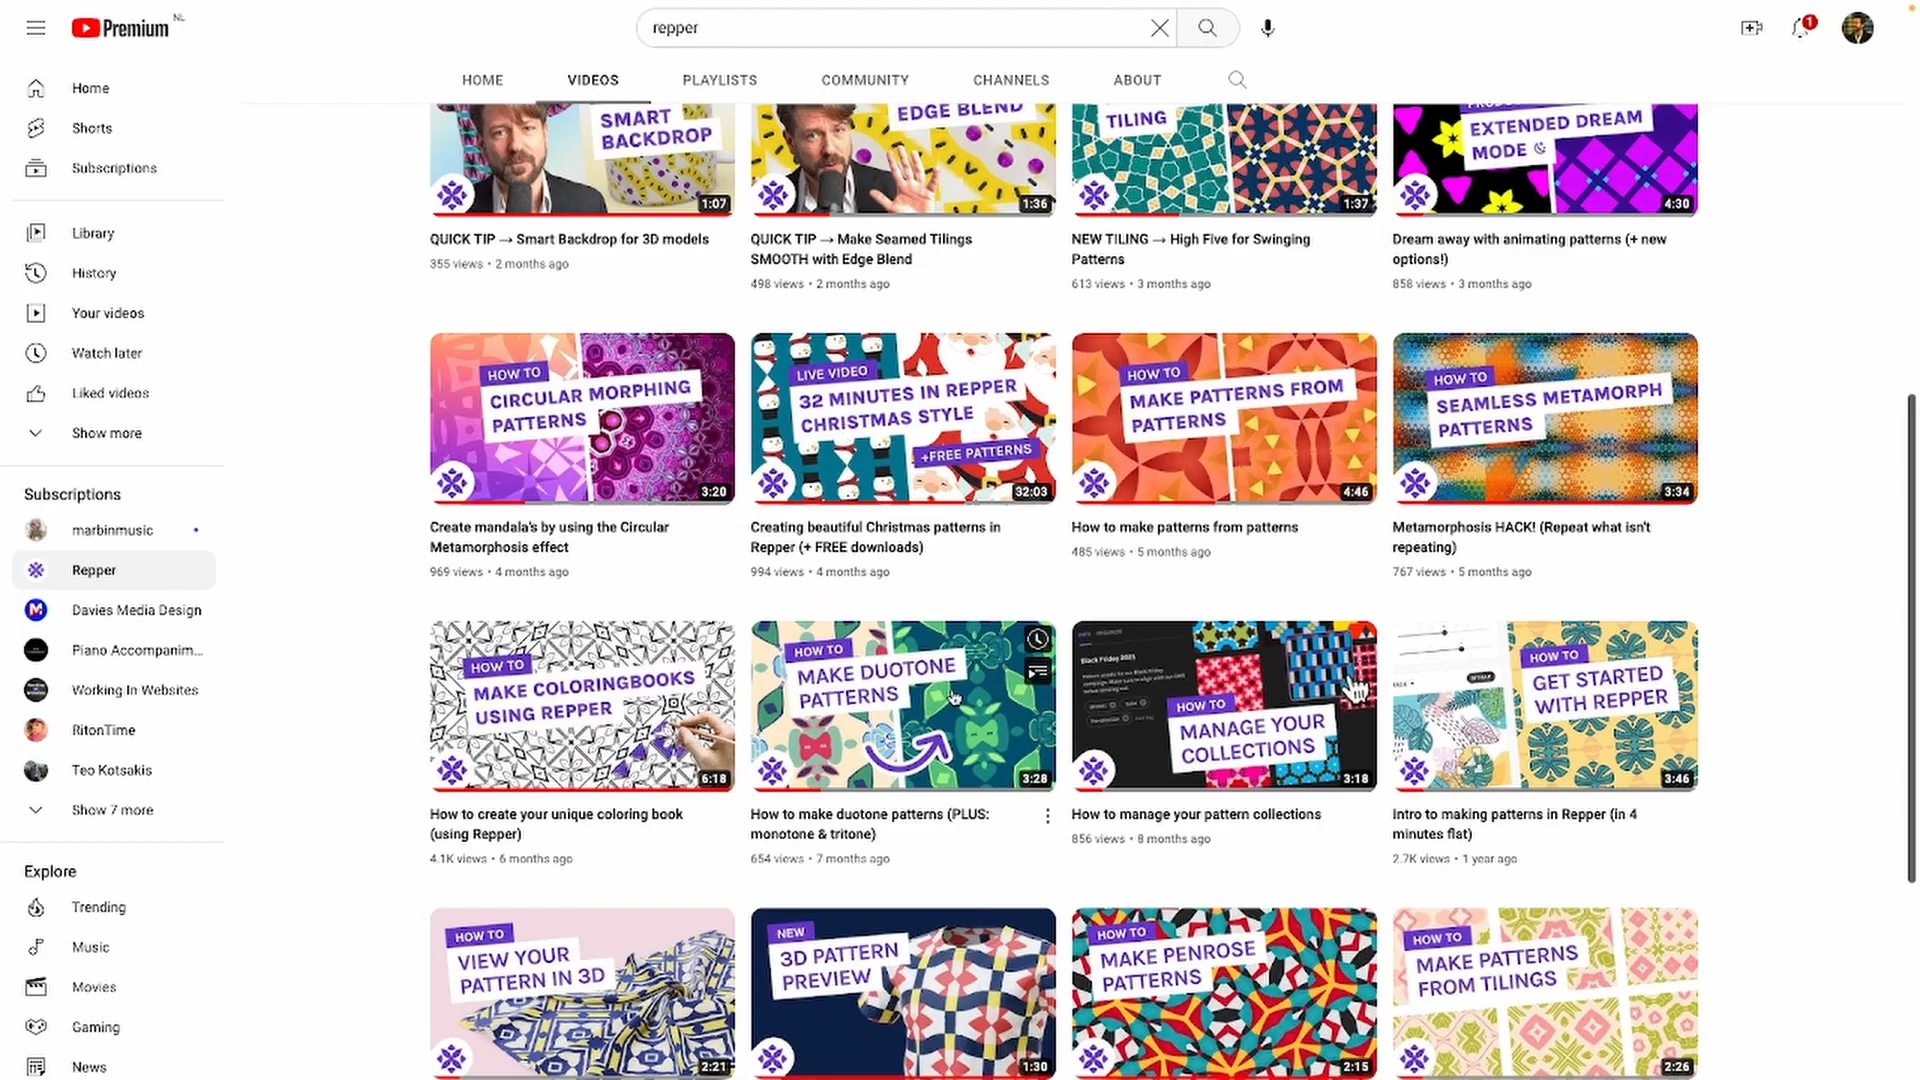 Premium NL
repper
1
HOME VIDEOS PLAYLISTS COMMUNITY CHANNELS ABOUT
Home
Shorts
Subscriptions
Library
History
Your videos
Watch later
Liked videos
Show more
Subscriptions
marbinmusic
Repper
Davies Media Design
Piano Accompanim...
Working In Websites
RitonTime
Teo Kotsakis
Show 7 more
Explore
Trending
Music
Movies
Gaming
News
SMART
BACKDROP
1:07
QUICK TIP → Smart Backdrop for 3D models
355 views • 2 months ago
EDGE BLEND
1:36
QUICK TIP → Make Seamed Tilings
SMOOTH with Edge Blend
498 views • 2 months ago
TILING
1:37
NEW TILING → High Five for Swinging
Patterns
613 views • 3 months ago
EXTENDED DREAM
MODE
4:30
Dream away with animating patterns (+ new
options!)
858 views • 3 months ago
HOW TO
CIRCULAR MORPHING
PATTERNS
3:20
Create mandala's by using the Circular
Metamorphosis effect
969 views • 4 months ago
LIVE VIDEO
32 MINUTES IN REPPER
CHRISTMAS STYLE
+FREE PATTERNS
32:03
Creating beautiful Christmas patterns in
Repper (+ FREE downloads)
994 views • 4 months ago
HOW TO
MAKE PATTERNS FROM
PATTERNS
4:46
How to make patterns from patterns
485 views • 5 months ago
HOW TO
SEAMLESS METAMORPH
PATTERNS
3:34
Metamorphosis HACK! (Repeat what isn't
repeating)
767 views • 5 months ago
HOW TO
MAKE COLORINGBOOKS
USING REPPER
6:18
How to create your unique coloring book
(using Repper)
4.1K views • 6 months ago
HOW TO
MAKE DUOTONE
PATTERNS
3:28
How to make duotone patterns (PLUS:
monotone & tritone)
654 views • 7 months ago
Black Friday 2021
HOW TO
MANAGE YOUR
COLLECTIONS
3:18
How to manage your pattern collections
856 views • 8 months ago
HOW TO
GET STARTED
WITH REPPER
3:46
Intro to making patterns in Repper (in 4
minutes flat)
2.7K views • 1 year ago
HOW TO
VIEW YOUR
PATTERN IN 3D
2:21
NEW
3D PATTERN
PREVIEW
1:30
HOW TO
MAKE PENROSE
PATTERNS
2:15
HOW TO
MAKE PATTERNS
FROM TILINGS
2:26